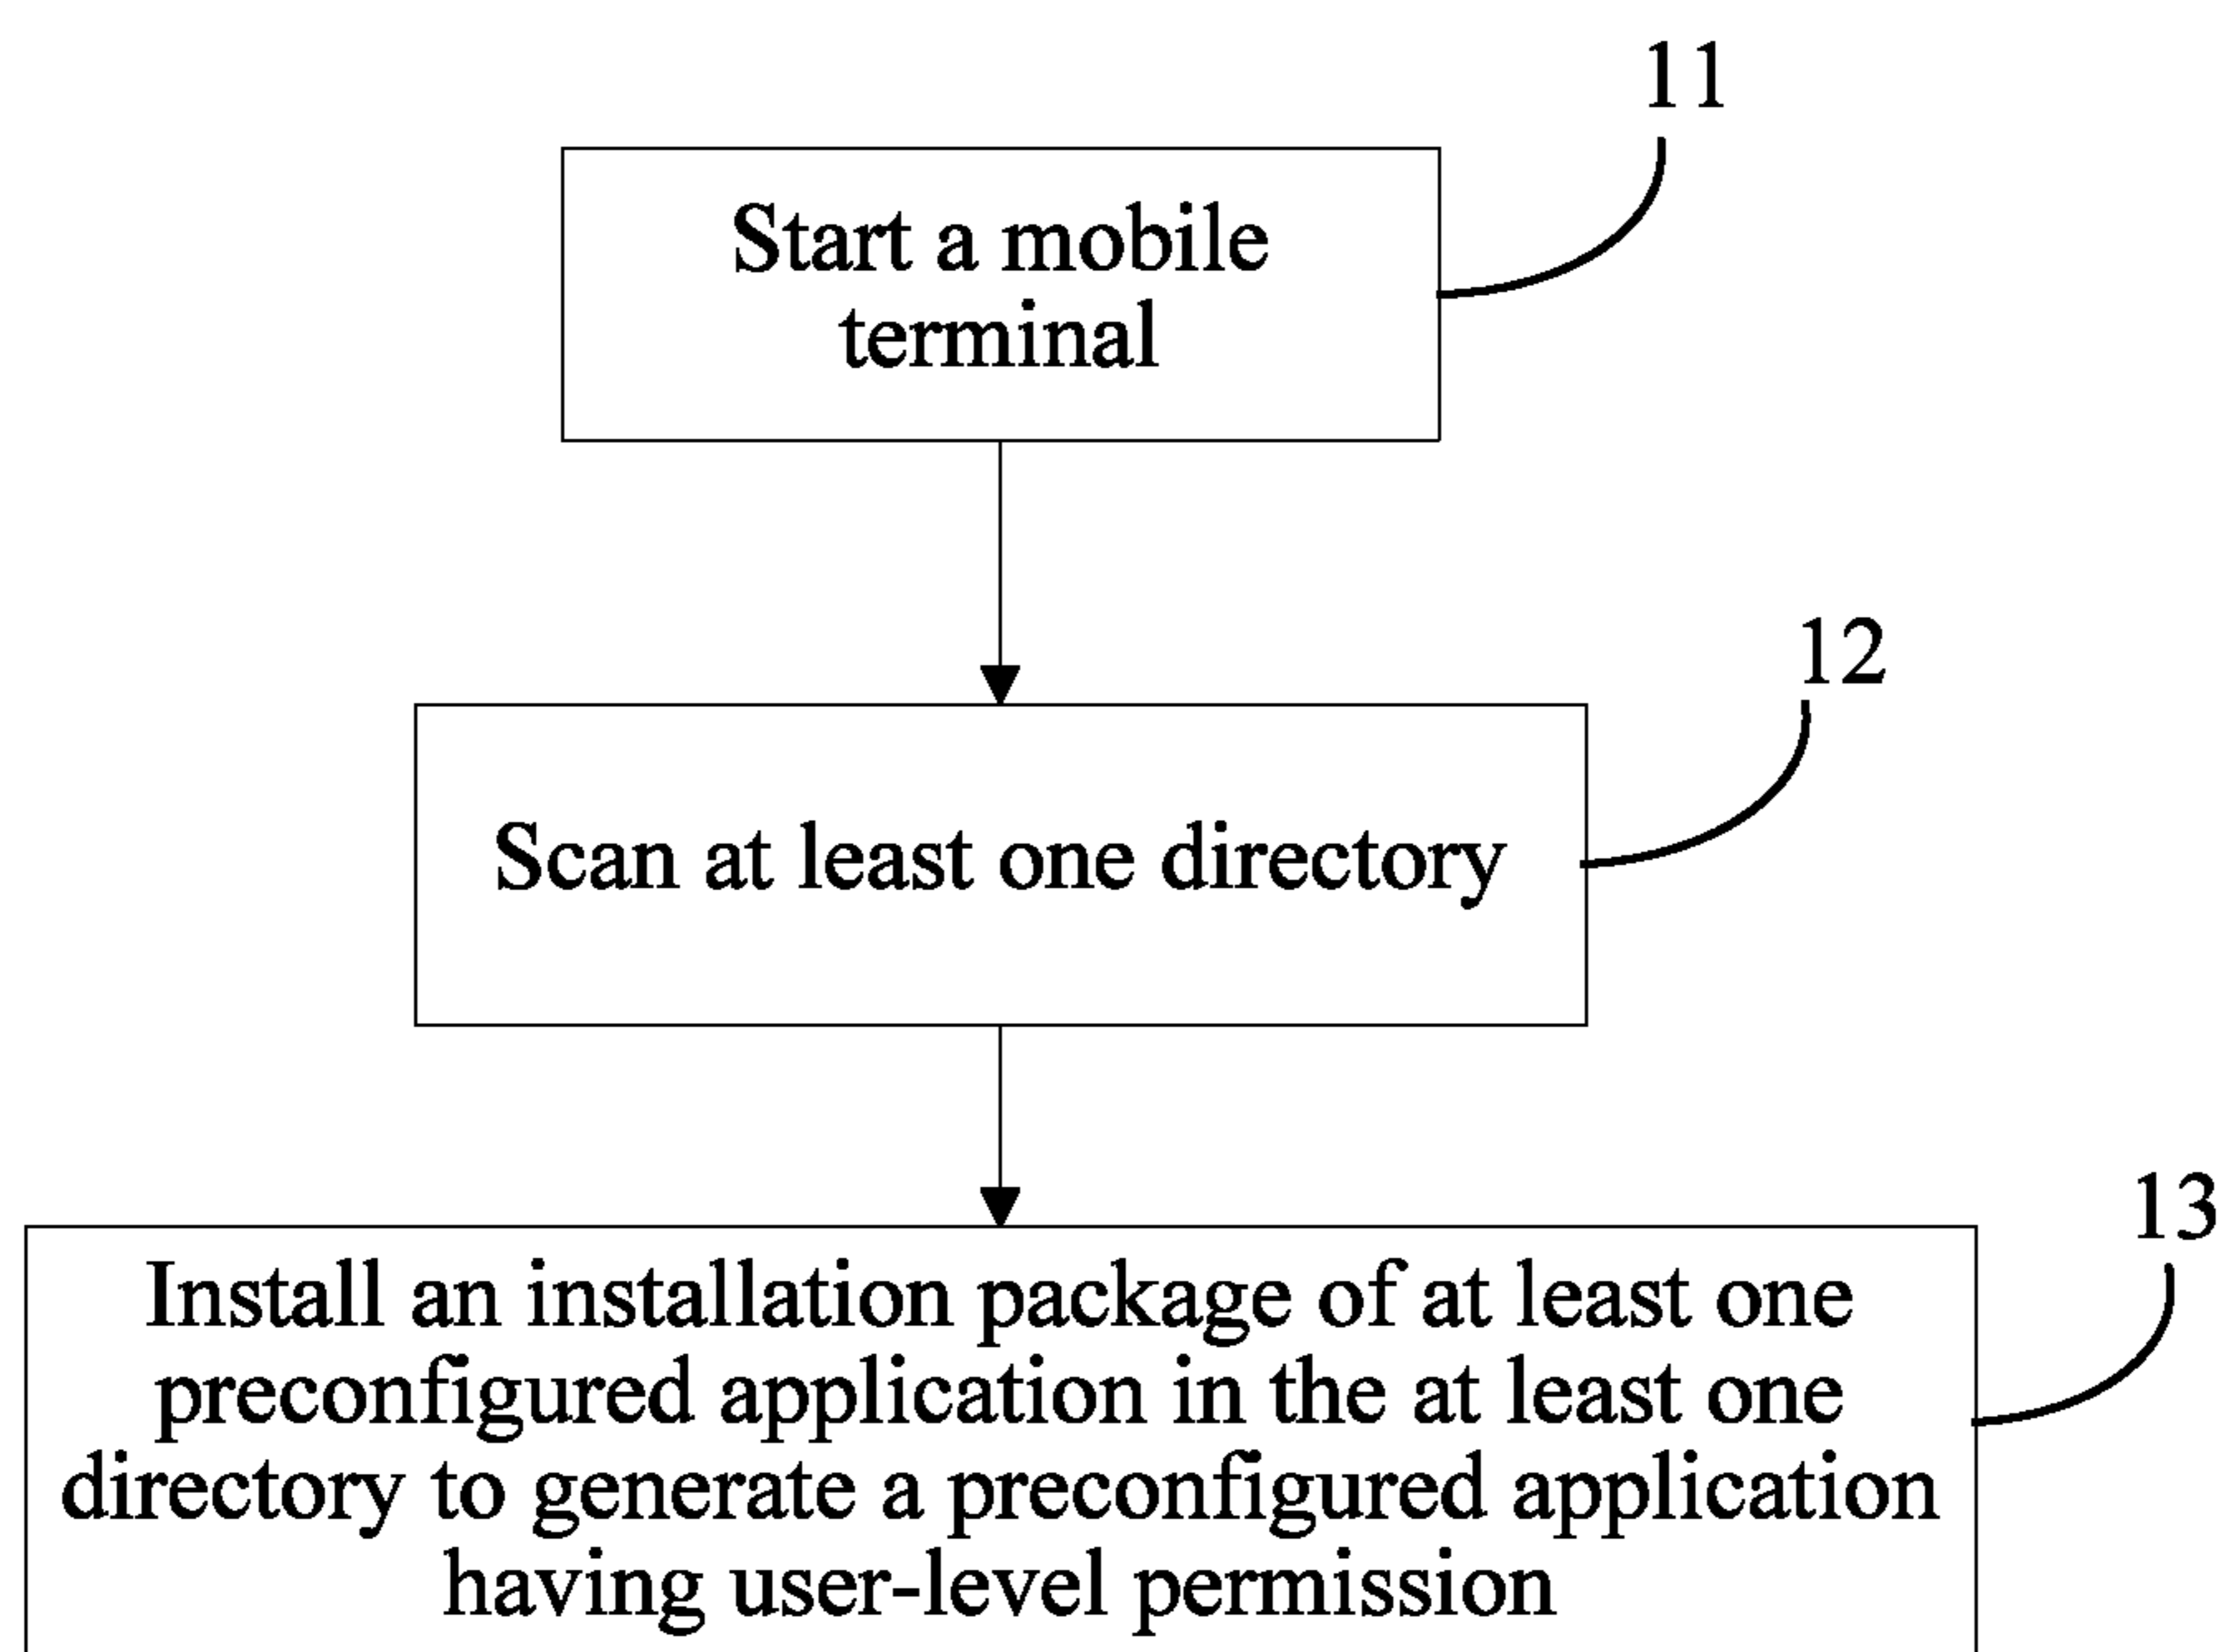 11
Start a mobile
terminal
12
Scan at least one directory
13
Install an installation package of at least one
preconfigured application in the at least one
directory to generate a preconfigured application
having user-level permission